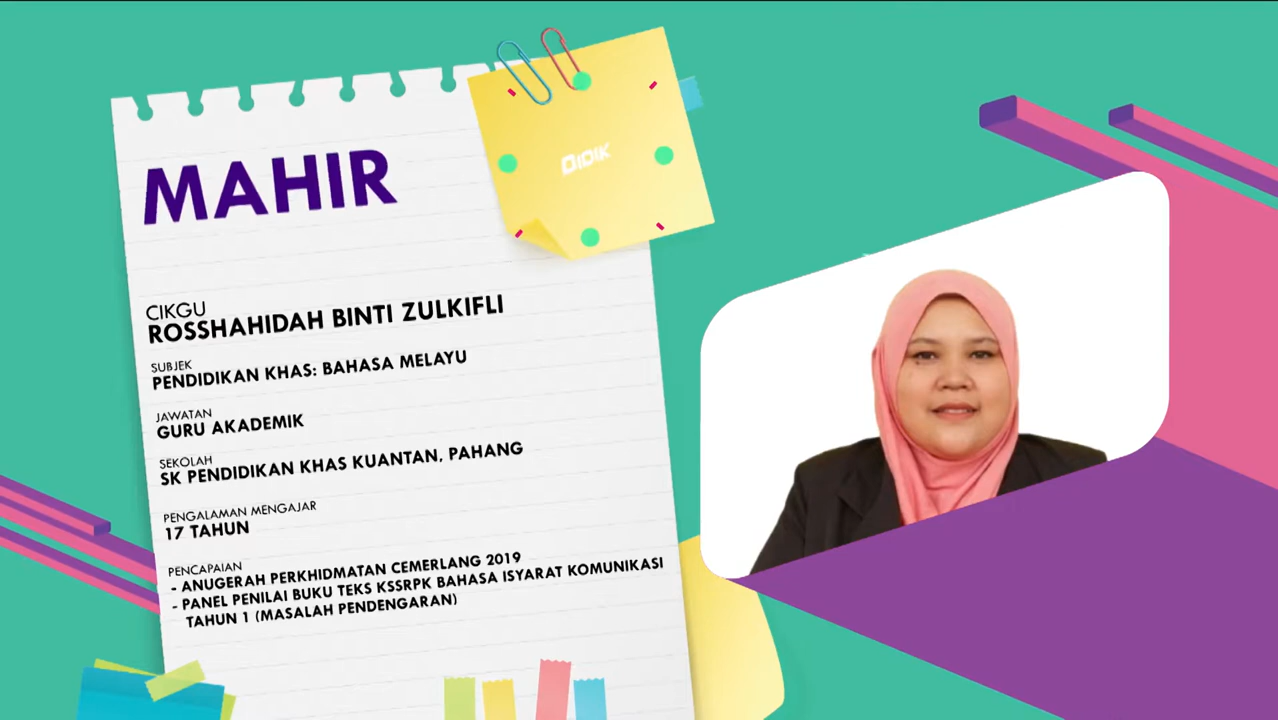 MAHIR
DIDIK
CIKGU
ROSSHAHIDAH BINTI ZULKIFLI
SUBJEK
PENDIDIKAN KHAS: BAHASA MELAYU
JAWATAN
GURU AKADEMIK
SEKOLAH
SK PENDIDIKAN KHAS KUANTAN, PAHANG
PENGALAMAN MENGAJAR
17 TAHUN
PENCAPAIAN
- ANUGERAH PERKHIDMATAN CEMERLANG 2019
- PANEL PENILAI BUKU TEKS KSSRPK BAHASA ISYARAT KOMUNIKASI
TAHUN 1 (MASALAH PENDENGARAN)